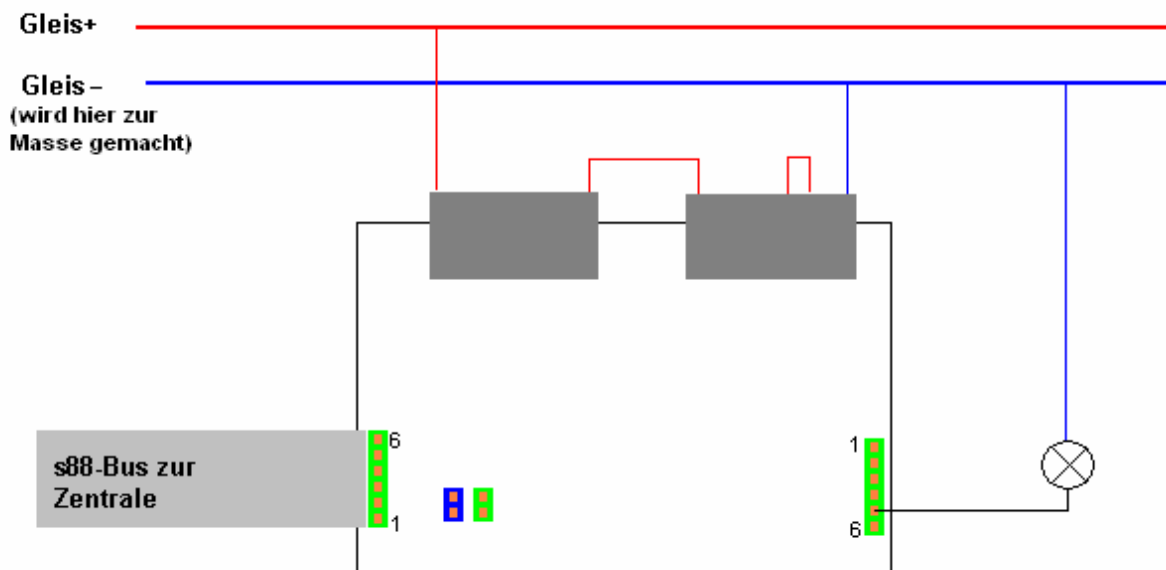 Gleis+
Gleis –
(wird hier zur
Masse gemacht)
6
1
s88-Bus zur
Zentrale
1
6